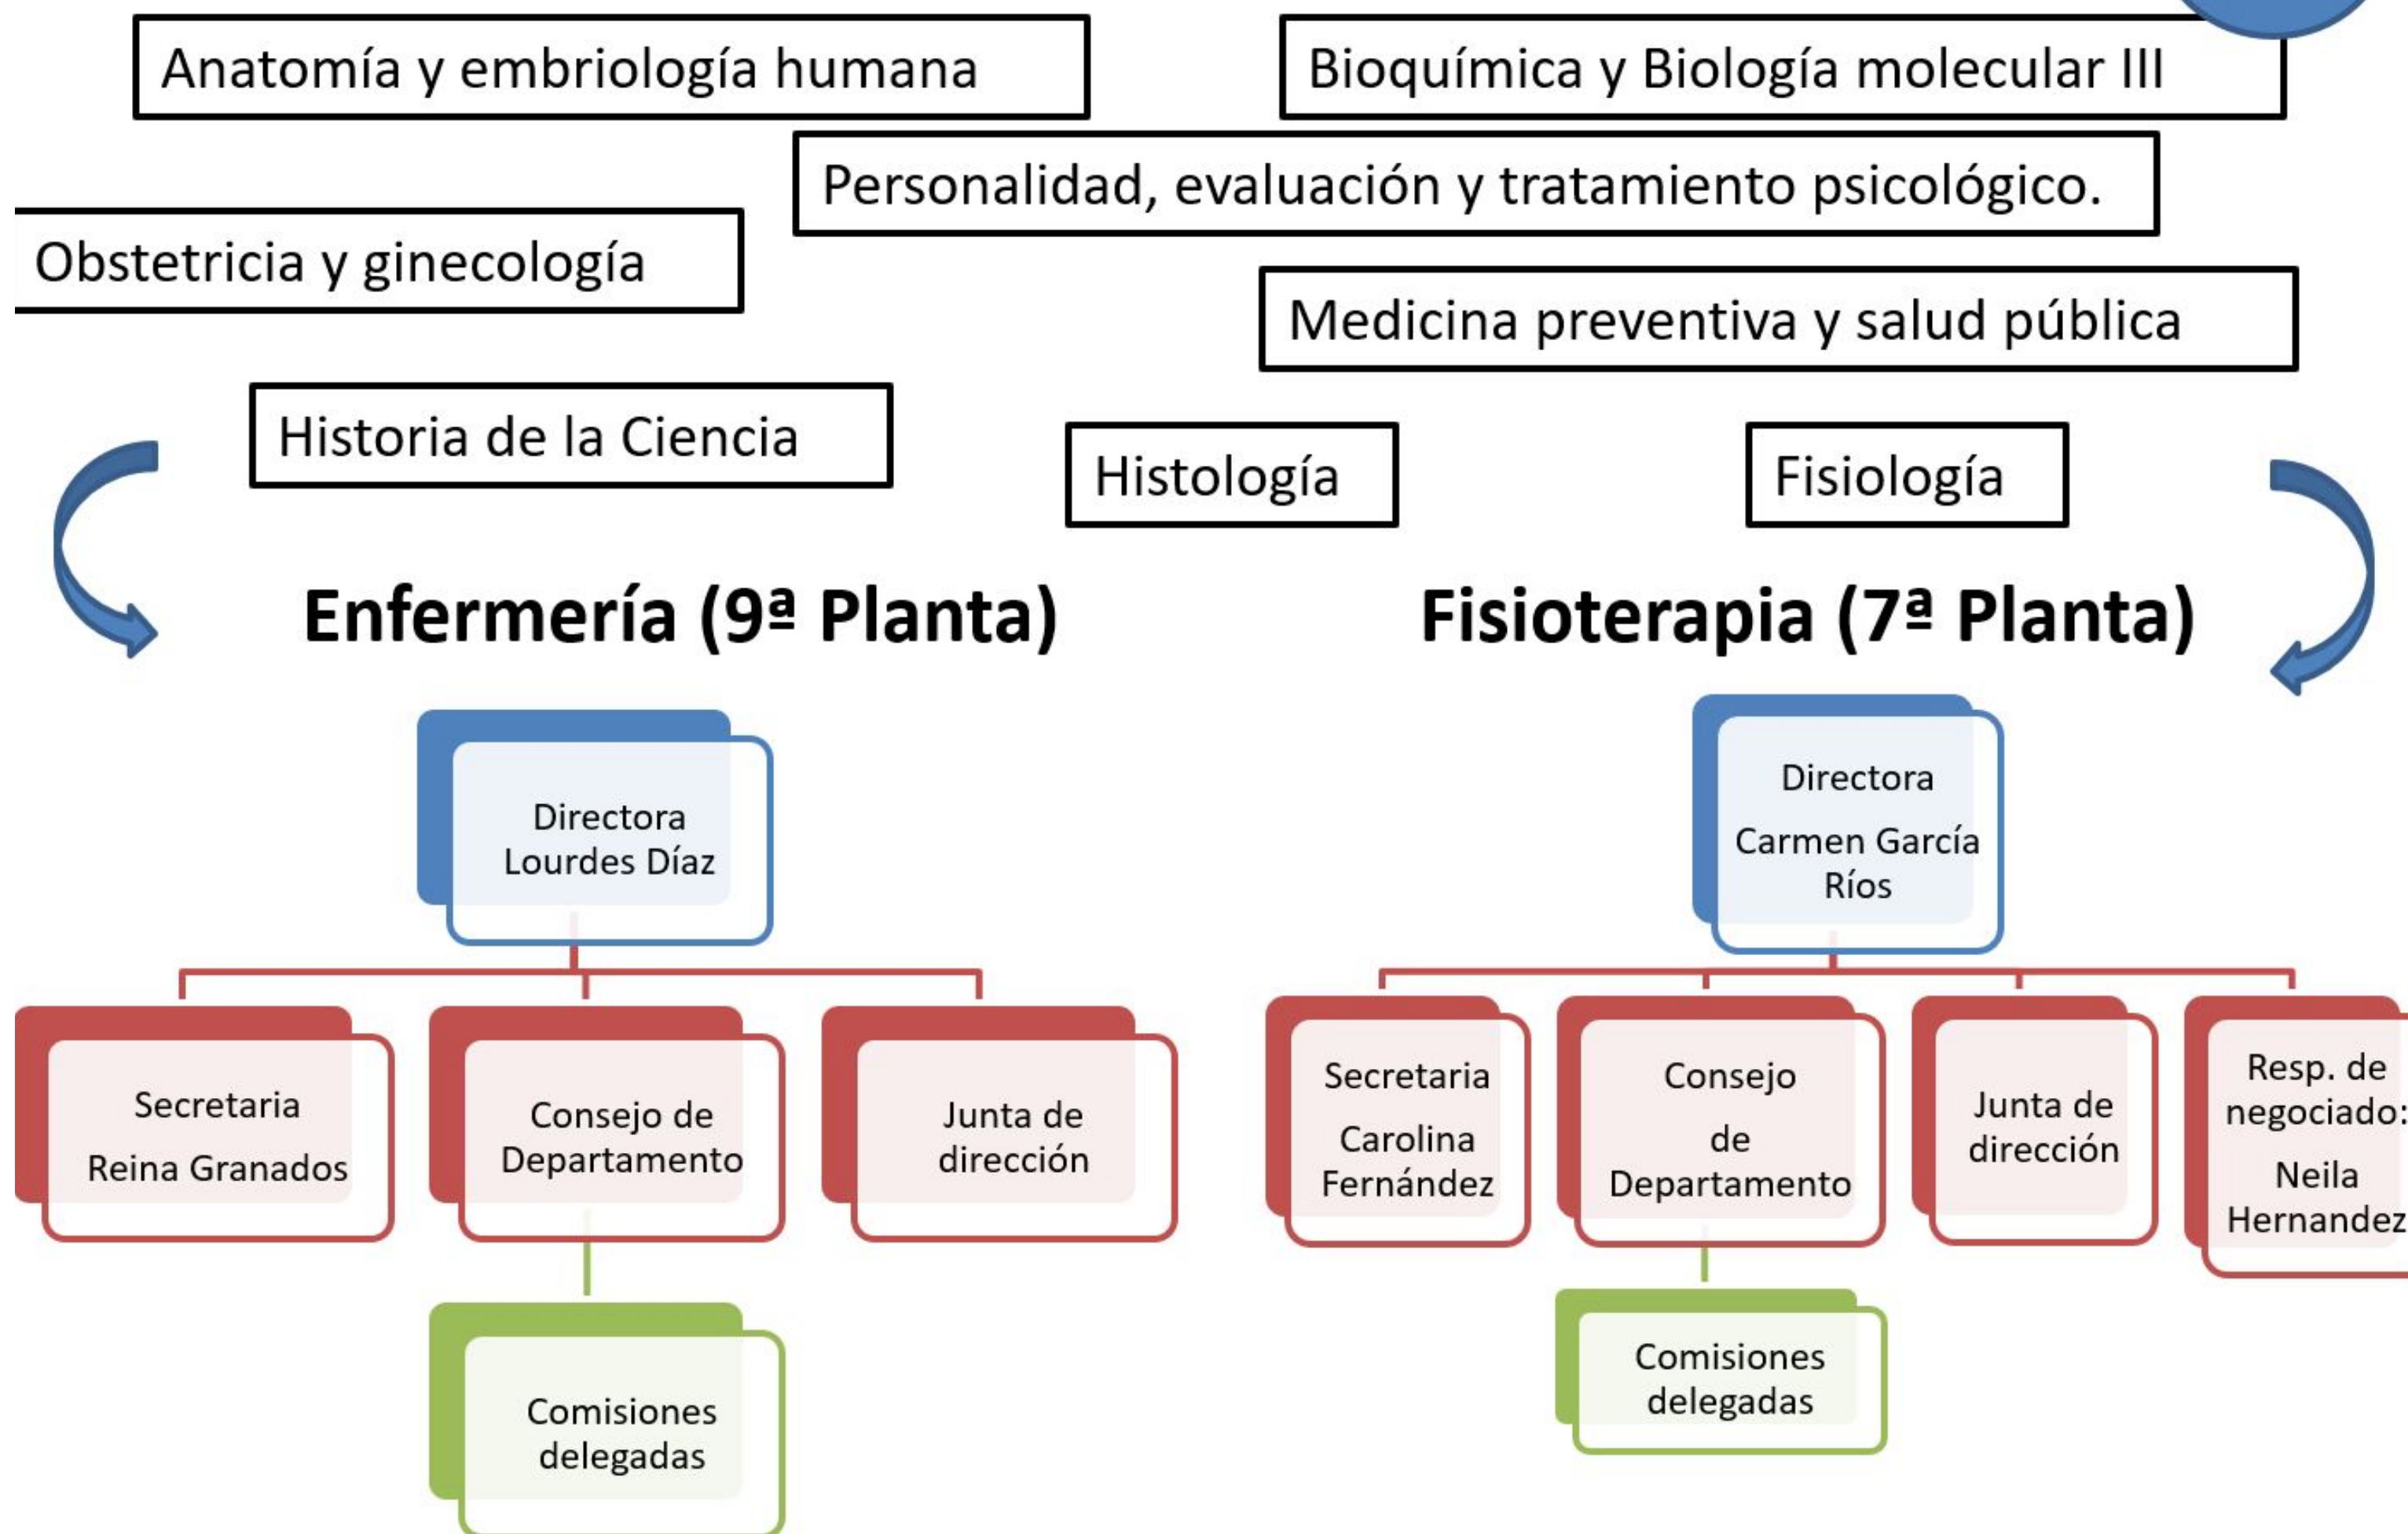 Anatomía y embriología humana
Bioquímica y Biología molecular III
Personalidad, evaluación y tratamiento psicológico.
Obstetricia y ginecología
Medicina preventiva y salud pública
Historia de la Ciencia
Histología
Fisiología
Enfermería (9ª Planta)
Directora
Lourdes Díaz
Secretaria
Reina Granados
Consejo de
Departamento
Junta de
dirección
Comisiones
delegadas
Fisioterapia (7ª Planta)
Directora
Carmen García
Ríos
Secretaria
Carolina
Fernández
Consejo
de
Departamento
Junta de
dirección
Resp. de
negociado:
Neila
Hernandez
Comisiones
delegadas